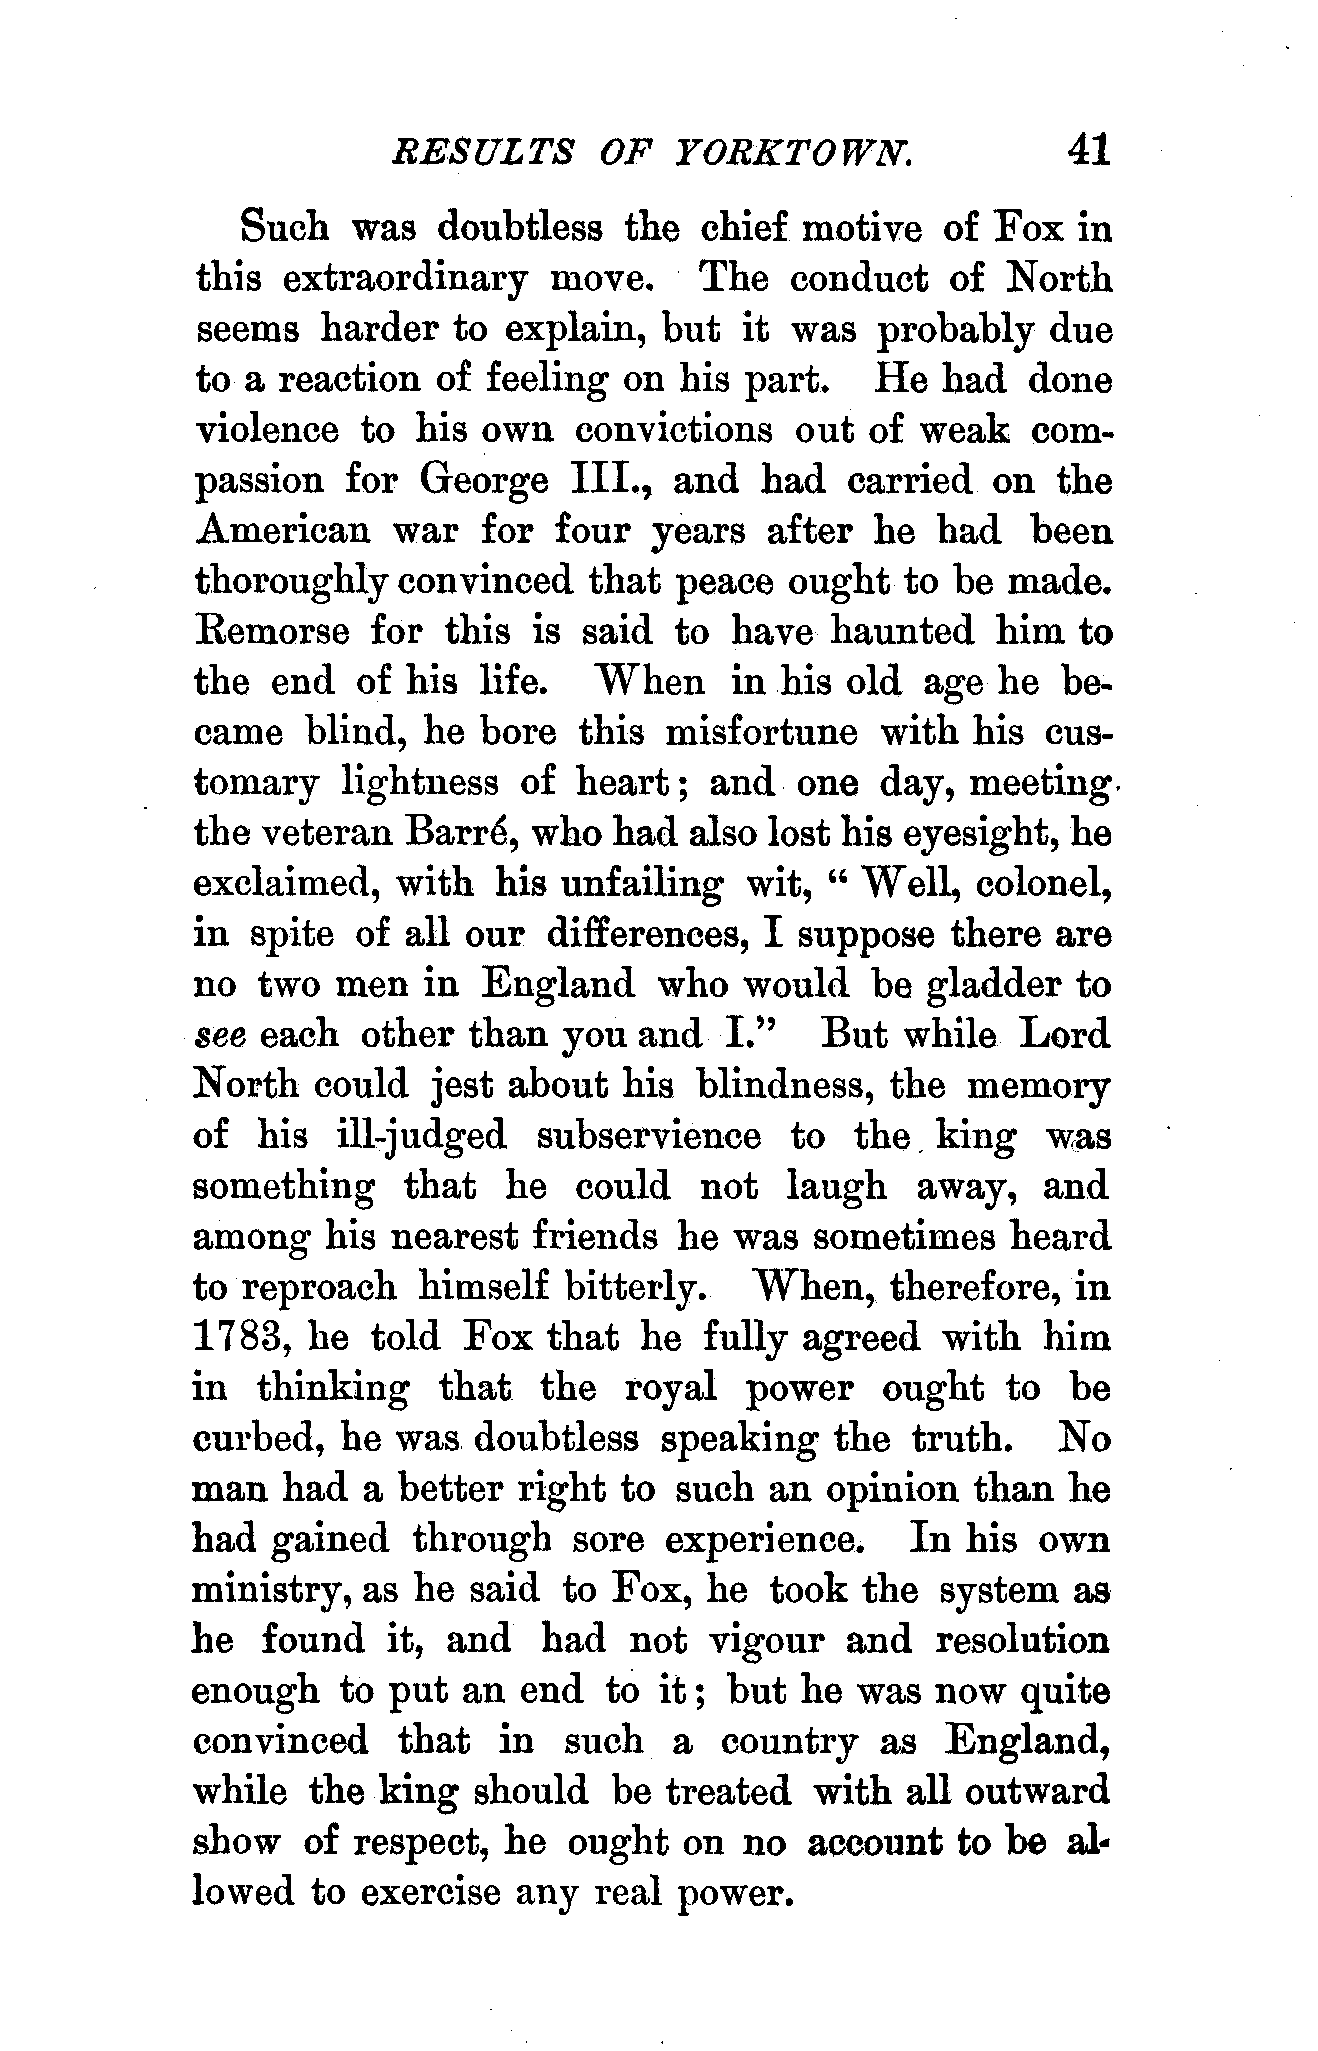 RESULTS OF YORKTOWN. 41
Such was doubtless the chief motive of Fox in
this extraordinary move. The conduct of North
seems harder to explain, but it was probably due
to a reaction of feeling on his part. He had done
violence to his own convictions out of weak com-
passion for George III., and had carried on the
American war for four years after he had been
thoroughly convinced that peace ought to be made.
Remorse for this is said to have haunted him to
the end of his life. When in his old age he be-
came blind, he bore this misfortune with his cus-
tomary lightness of heart; and one day, meeting
the veteran Barré, who had also lost his eyesight, he
exclaimed, with his unfailing wit, “ Well, colonel,
in spite of all our differences, I suppose there are
no two men in England who would be gladder to
see each other than you and I.” But while Lord
North could jest about his blindness, the memory
of his ill-judged subservience to the king was
something that he could not laugh away, and
among his nearest friends he was sometimes heard
to reproach himself bitterly. When, therefore, in
1783, he told Fox that he fully agreed with him
in thinking that the royal power ought to be
curbed, he was doubtless speaking the truth. No
man had a better right to such an opinion than he
had gained through sore experience. In his own
ministry, as he said to Fox, he took the system as
he found it, and had not vigour and resolution
enough to put an end to it; but he was now quite
convinced that in such a country as England,
while the king should be treated with all outward
show of respect, he ought on no account to be al-
lowed to exercise any real power.